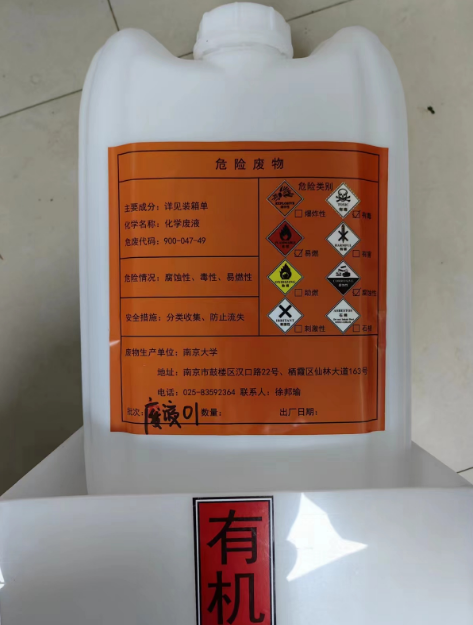 危险废物
主要成分：详见装箱单
化学名称：化学废液
危废代码：900-047-49
危险情况：腐蚀性、毒性、易燃性
安全措施：分类收集、防止流失
危险类别
爆炸性
有毒
易燃
助燃
腐蚀性
刺激性
石棉
废物生产单位：南京大学
地址：南京市鼓楼区汉口路22号、栖霞区仙林大道163号
电话：025-83592364 联系人：徐邦瑜
批次：废液01 数量： 出厂日期：
有
机